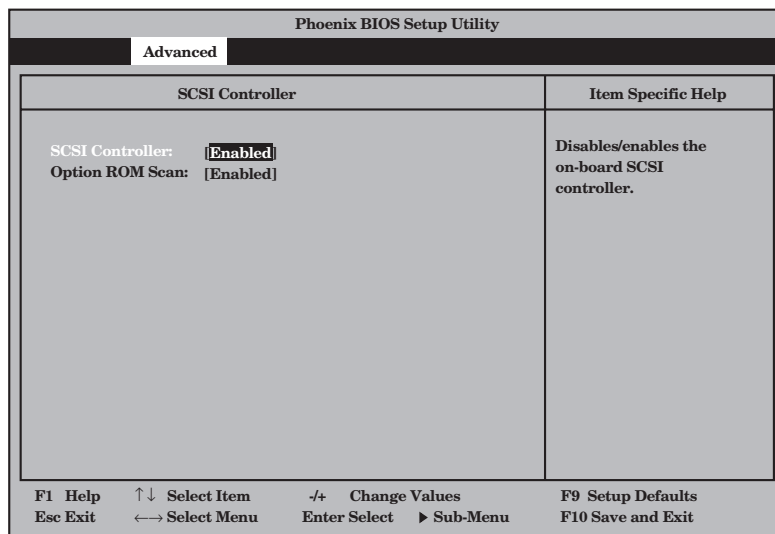 Phoenix BIOS Setup Utility
Advanced
SCSI Controller
Item Specific Help
SCSI Controller: [Enabled]
Option ROM Scan: [Enabled]
Disables/enables the
on-board SCSI
controller.
F1 Help ↑↓ Select Item -/+ Change Values F9 Setup Defaults
Esc Exit ←→ Select Menu Enter Select ▶ Sub-Menu F10 Save and Exit